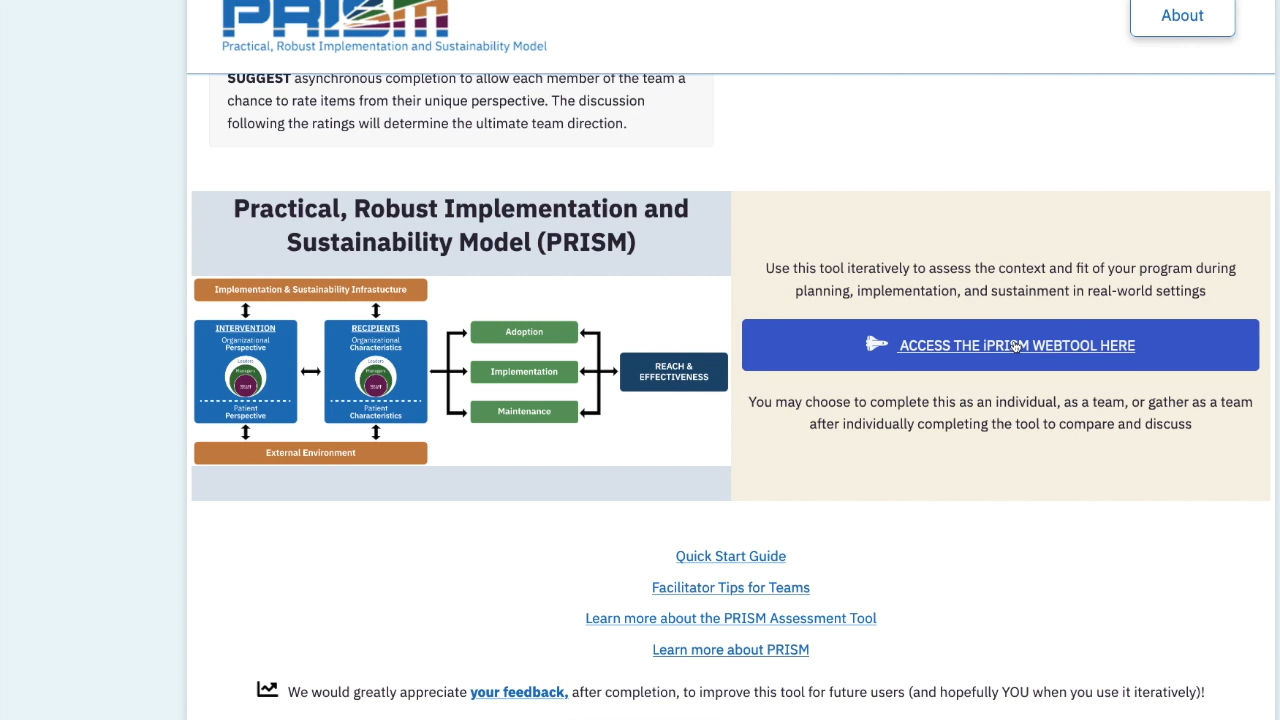 PRISM
Practical, Robust Implementation and Sustainability Model
About
SUGGEST asynchronous completion to allow each member of the team a
chance to rate items from their unique perspective. The discussion
following the ratings will determine the ultimate team direction.
Practical, Robust Implementation and
Sustainability Model (PRISM)
Implementation & Sustainability Infrastucture
INTERVENTION
Organizational
Perspective
Leaders
Managers
Staff
Patient
Perspective
RECIPIENTS
Organizational
Characteristics
Leaders
Managers
Staff
Patient
Characteristics
External Environment
Adoption
Implementation
Maintenance
REACH &
EFFECTIVENESS
Use this tool iteratively to assess the context and fit of your program during
planning, implementation, and sustainment in real-world settings
ACCESS THE iPRISM WEBTOOL HERE
You may choose to complete this as an individual, as a team, or gather as a team
after individually completing the tool to compare and discuss
Quick Start Guide
Facilitator Tips for Teams
Learn more about the PRISM Assessment Tool
Learn more about PRISM
We would greatly appreciate your feedback, after completion, to improve this tool for future users (and hopefully YOU when you use it iteratively)!